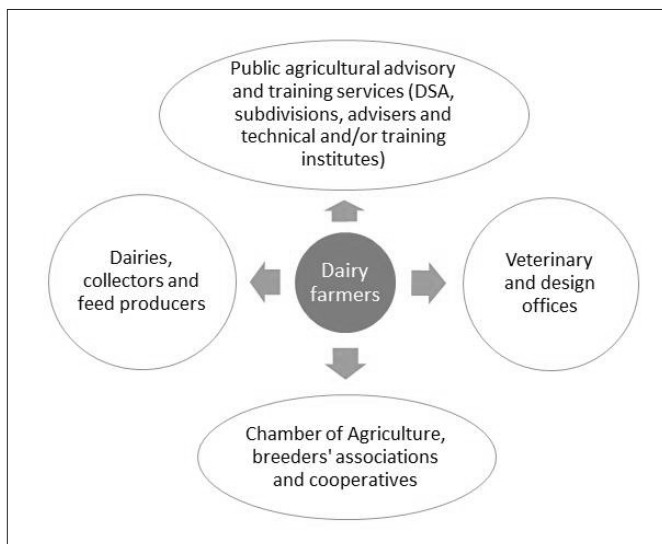 Public agricultural advisory
and training services (DSA,
subdivisions, advisers and
technical and/or training
institutes)
Dairies,
collectors and
feed producers
Dairy
farmers
Veterinary
and design
offices
Chamber of Agriculture,
breeders' associations
and cooperatives